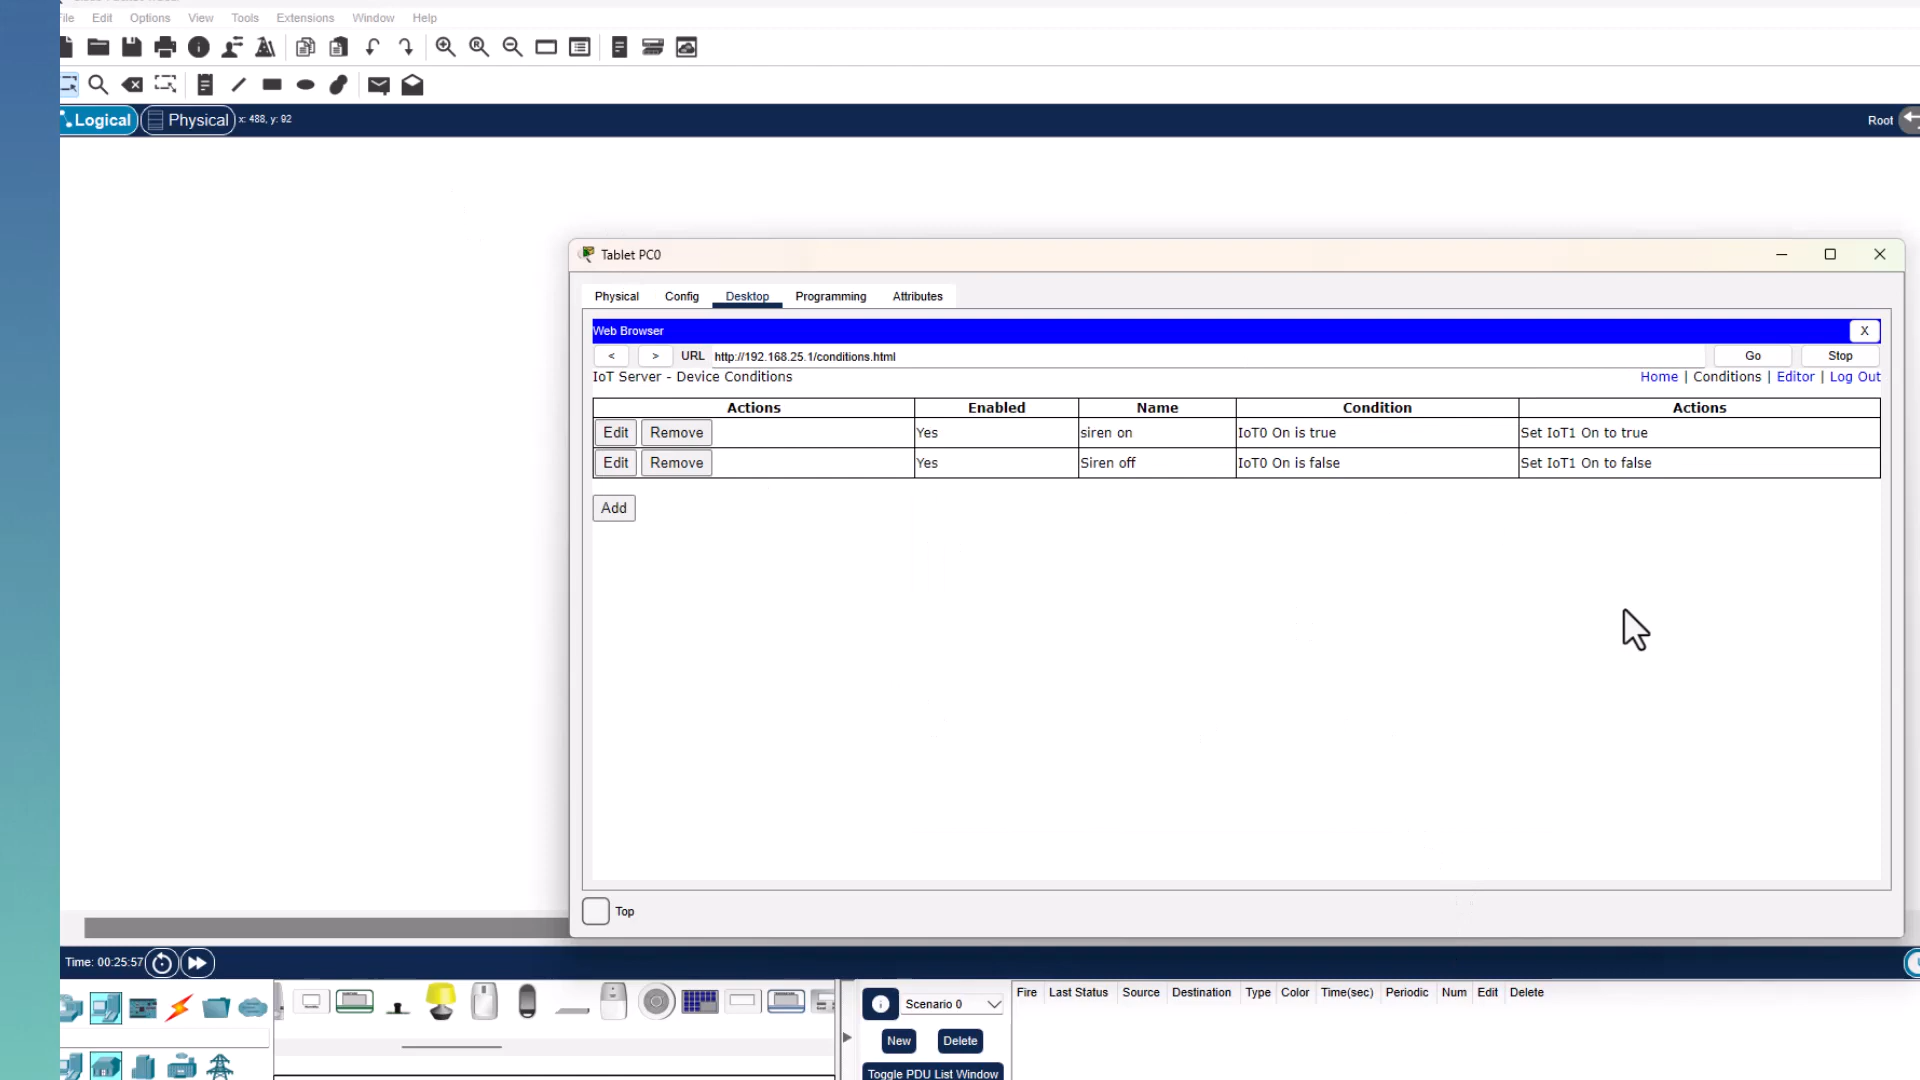 File Edit Options View Tools Extensions Window Help
Logical Physical x: 488, y: 92 Root
Tablet PC0
Physical Config Desktop Programming Attributes
Web Browser X
< > URL http://192.168.25.1/conditions.html Go Stop
IoT Server - Device Conditions Home | Conditions | Editor | Log Out
Actions Enabled Name Condition Actions
Edit Remove Yes siren on IoT0 On is true Set IoT1 On to true
Edit Remove Yes Siren off IoT0 On is false Set IoT1 On to false
Add
Top
Time: 00:25:57
Scenario 0 Fire Last Status Source Destination Type Color Time(sec) Periodic Num Edit Delete
New Delete
Toggle PDU List Window